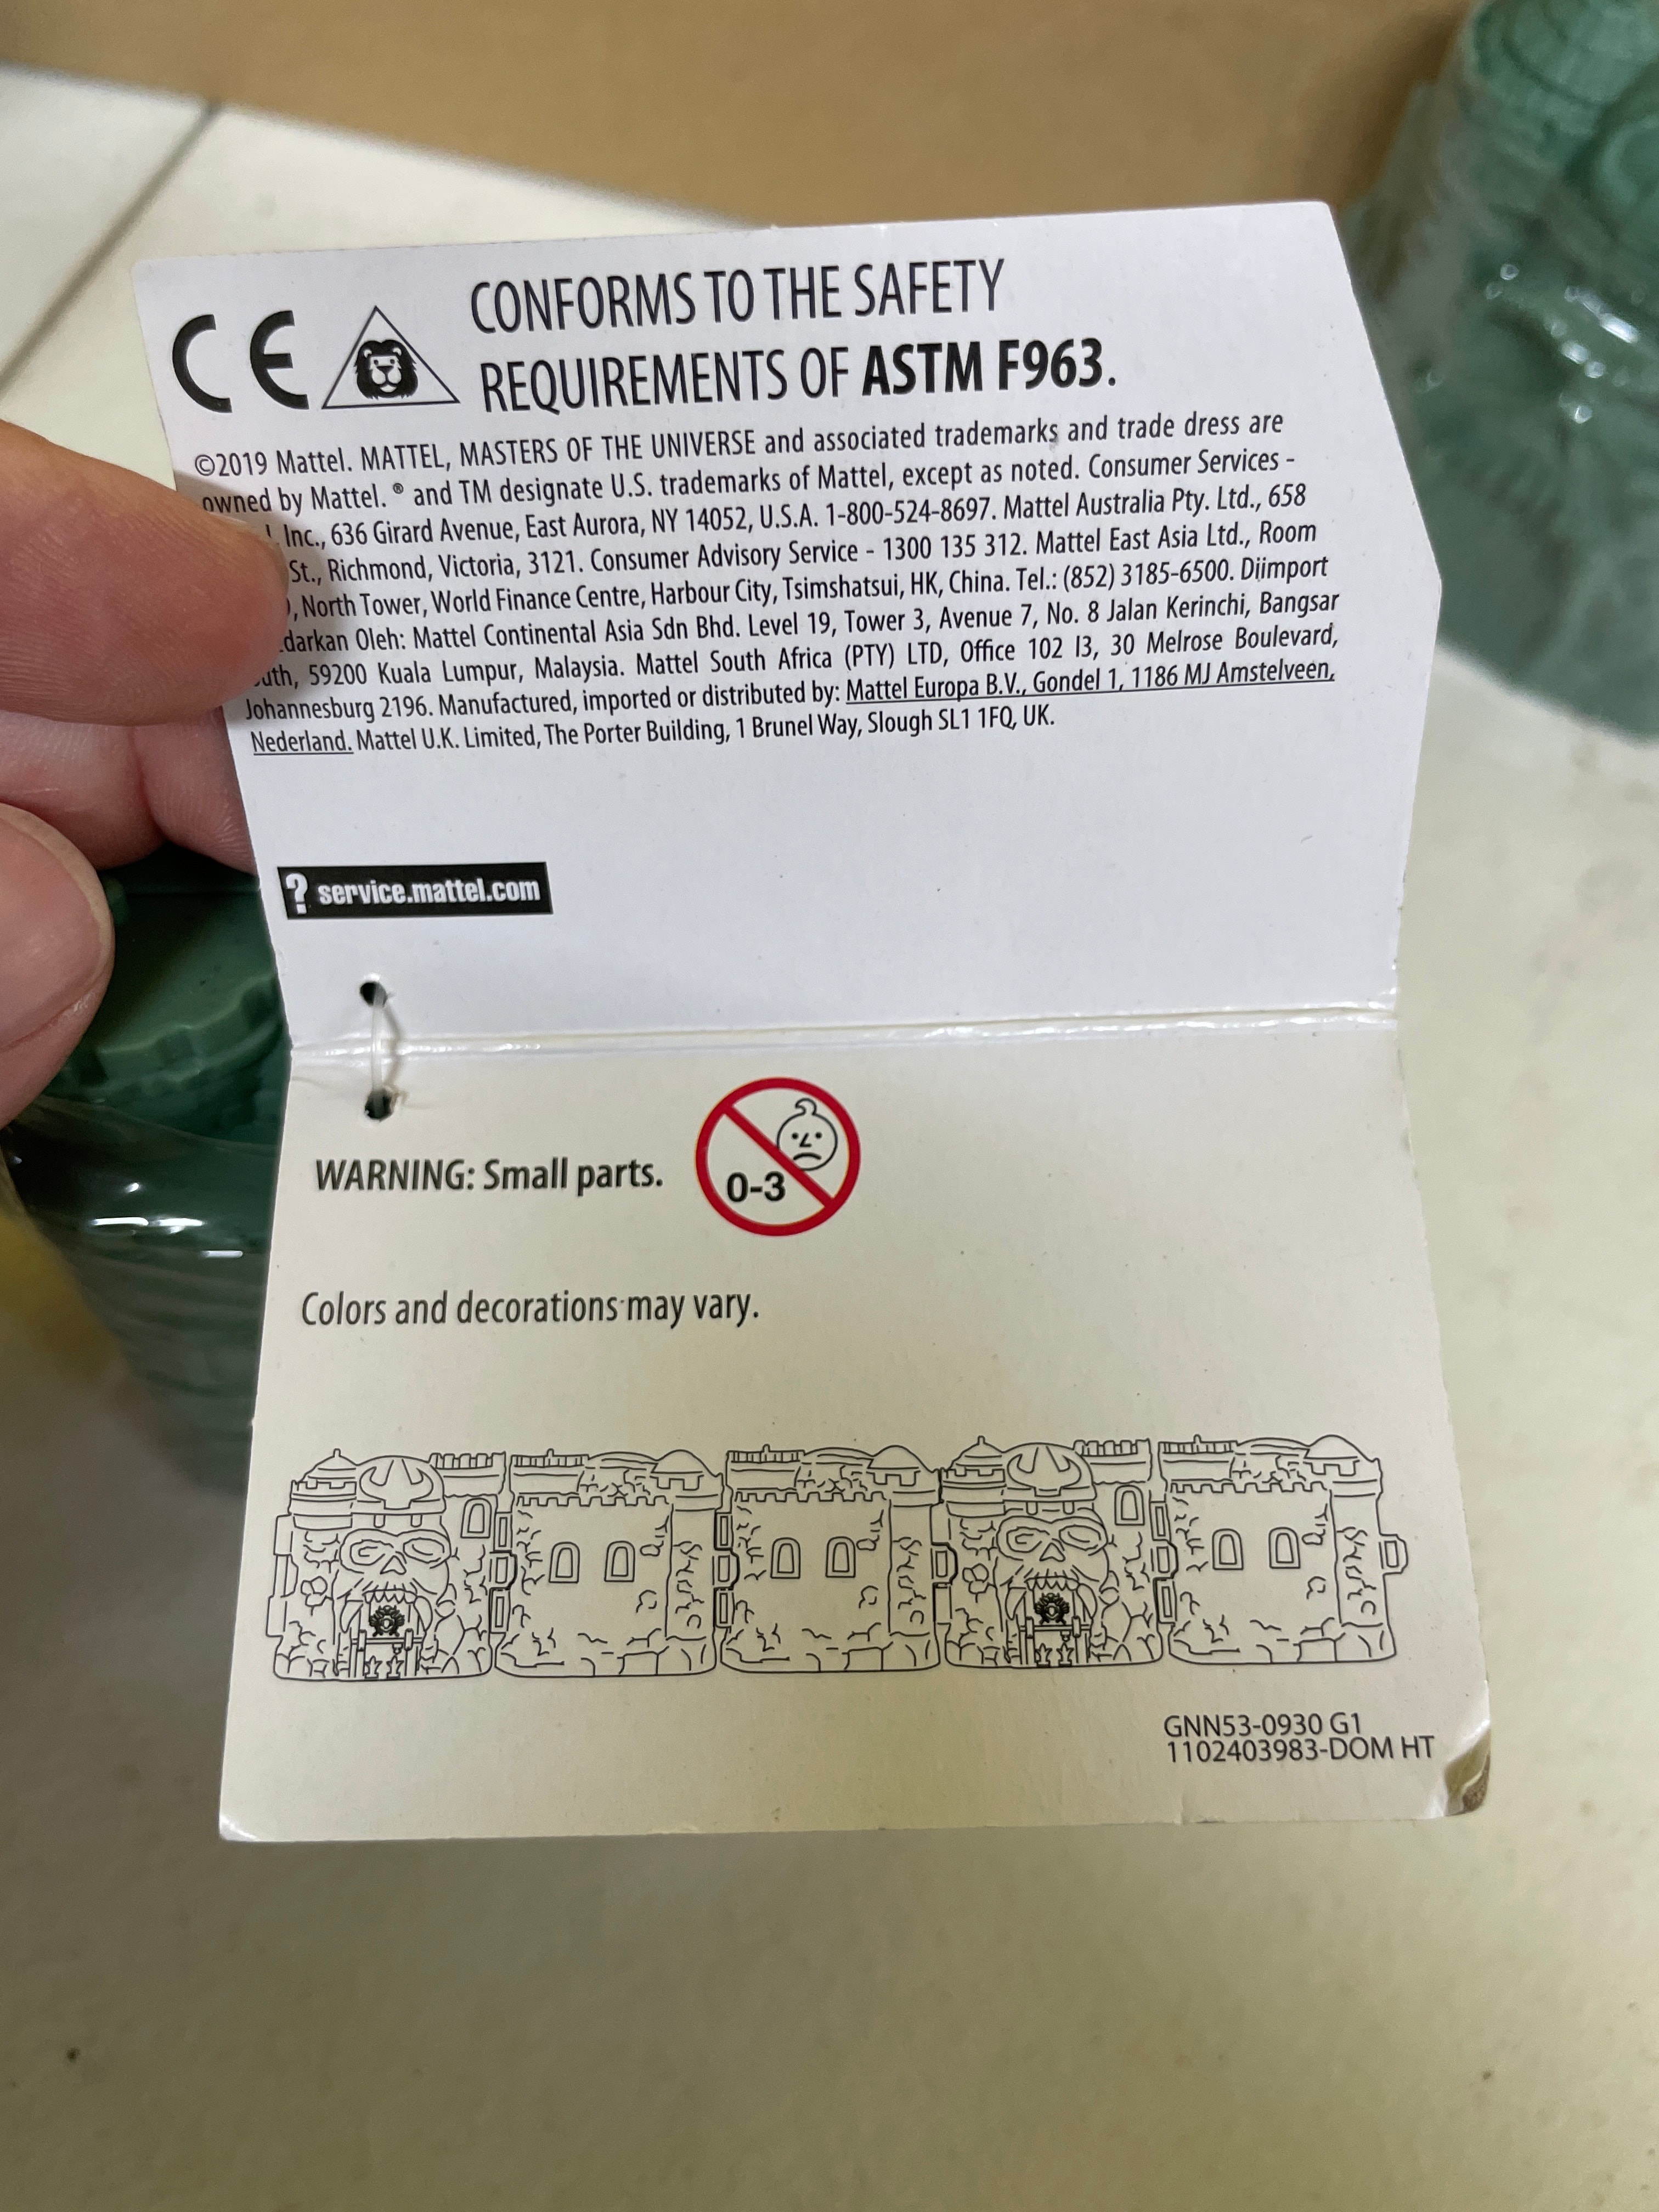 CE
CONFORMS TO THE SAFETY
REQUIREMENTS OF ASTM F963.
©2019 Mattel. MATTEL, MASTERS OF THE UNIVERSE and associated trademarks and trade dress are
owned by Mattel. ® and TM designate U.S. trademarks of Mattel, except as noted. Consumer Services -
Inc., 636 Girard Avenue, East Aurora, NY 14052, U.S.A. 1-800-524-8697. Mattel Australia Pty. Ltd., 658
St., Richmond, Victoria, 3121. Consumer Advisory Service - 1300 135 312. Mattel East Asia Ltd., Room
, North Tower, World Finance Centre, Harbour City, Tsimshatsui, HK, China. Tel.: (852) 3185-6500. Diimport
Oleh: Mattel Continental Asia Sdn Bhd. Level 19, Tower 3, Avenue 7, No. 8 Jalan Kerinchi, Bangsar
59200 Kuala Lumpur, Malaysia. Mattel South Africa (PTY) LTD, Office 102 I3, 30 Melrose Boulevard,
Johannesburg 2196. Manufactured, imported or distributed by: Mattel Europa B.V., Gondel 1, 1186 MJ Amstelveen,
Nederland. Mattel U.K. Limited, The Porter Building, 1 Brunel Way, Slough SL1 1FQ, UK.
? service.mattel.com
WARNING: Small parts.
0-3
Colors and decorations may vary.
GNN53-0930 G1
1102403983-DOM HT